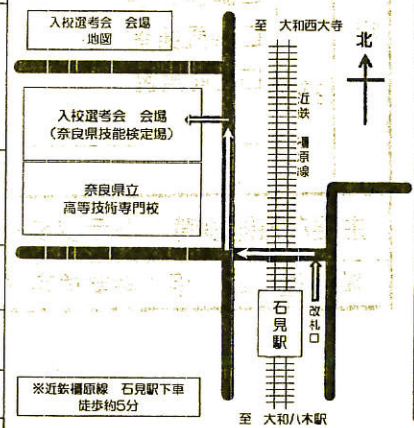 入校選考会 会場
地図
至 大和西大寺
北
近鉄 橿原線
入校選考会 会場
(奈良県技能検定場)
奈良県立
高等技術専門校
石見駅
改札口
※近鉄橿原線 石見駅下車
徒歩約5分
至 大和八木駅